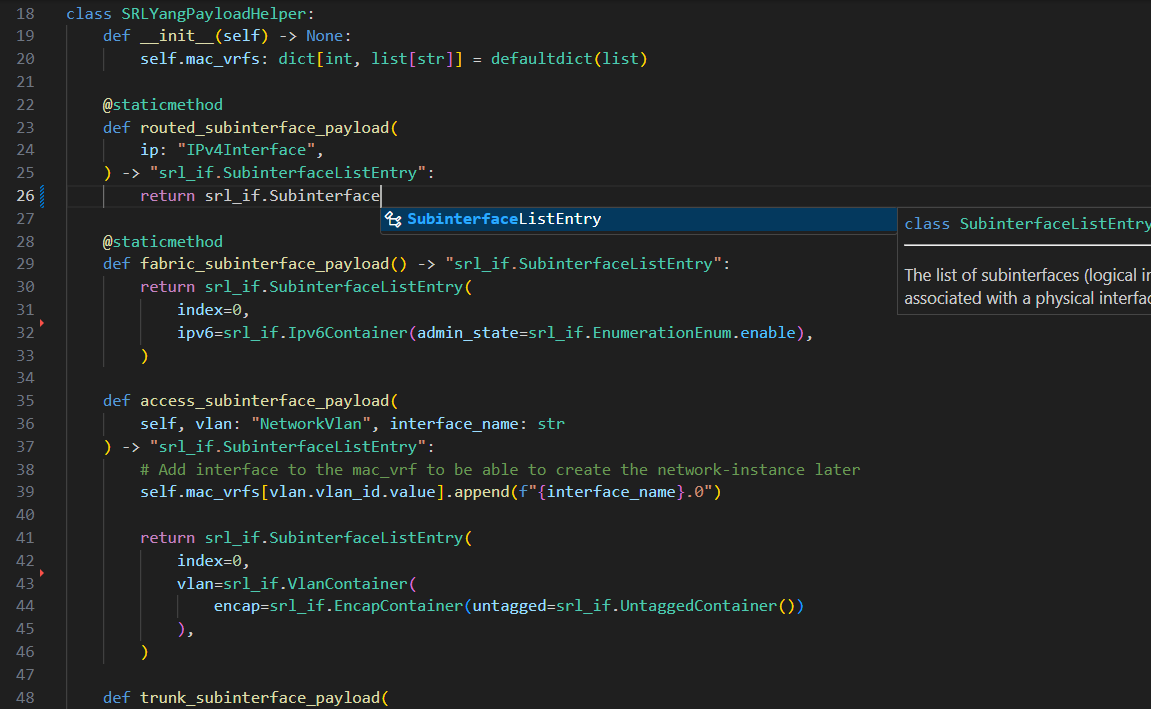 18 class SRLYangPayloadHelper:
19 def __init__(self) -> None:
20 self.mac_vrfs: dict[int, list[str]] = defaultdict(list)
21
22 @staticmethod
23 def routed_subinterface_payload(
24 ip: "IPv4Interface",
25 ) -> "srl_if.SubinterfaceListEntry":
26 return srl_if.Subinterface
27 SubinterfaceListEntry
class SubinterfaceListEntry
The list of subinterfaces (logical
associated with a physical
28 @staticmethod
29 def fabric_subinterface_payload() -> "srl_if.SubinterfaceListEntry":
30 return srl_if.SubinterfaceListEntry(
31 index=0,
32 ipv6=srl_if.Ipv6Container(admin_state=srl_if.EnumerationEnum.enable),
33 )
34
35 def access_subinterface_payload(
36 self, vlan: "NetworkVlan", interface_name: str
37 ) -> "srl_if.SubinterfaceListEntry":
38 # Add interface to the mac_vrf to be able to create the network-instance later
39 self.mac_vrfs[vlan.vlan_id.value].append(f"{interface_name}.0")
40
41 return srl_if.SubinterfaceListEntry(
42 index=0,
43 vlan=srl_if.VlanContainer(
44 encap=srl_if.EncapContainer(untagged=srl_if.UntaggedContainer())
45 ),
46 )
47
48 def trunk_subinterface_payload(